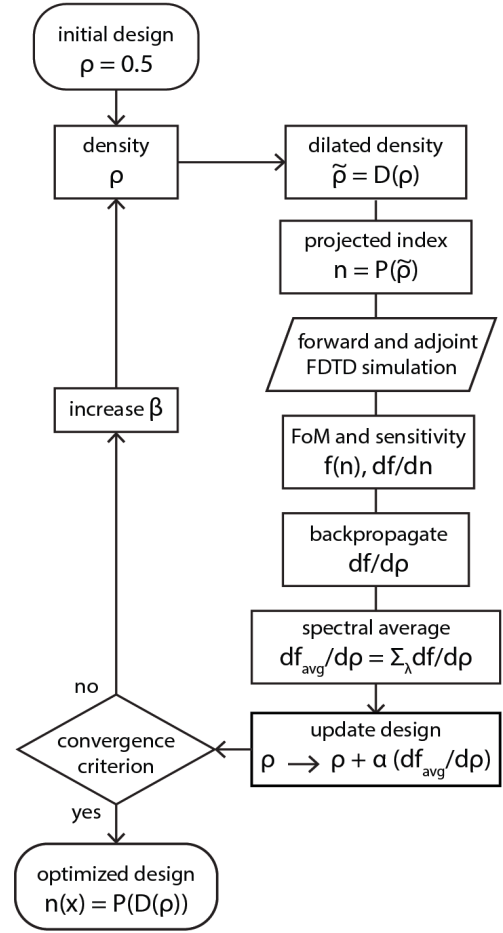 initial design
ρ = 0.5
density
ρ
dilated density
ρ̃ = D(ρ)
projected index
n = P(ρ̃)
forward and adjoint
FDTD simulation
FoM and sensitivity
f(n), df/dn
backpropagate
df/dρ
spectral average
df_avg/dρ = Σ_λ df/dρ
update design
ρ → ρ + α (df_avg/dρ)
convergence
criterion
no
increase β
yes
optimized design
n(x) = P(D(ρ))